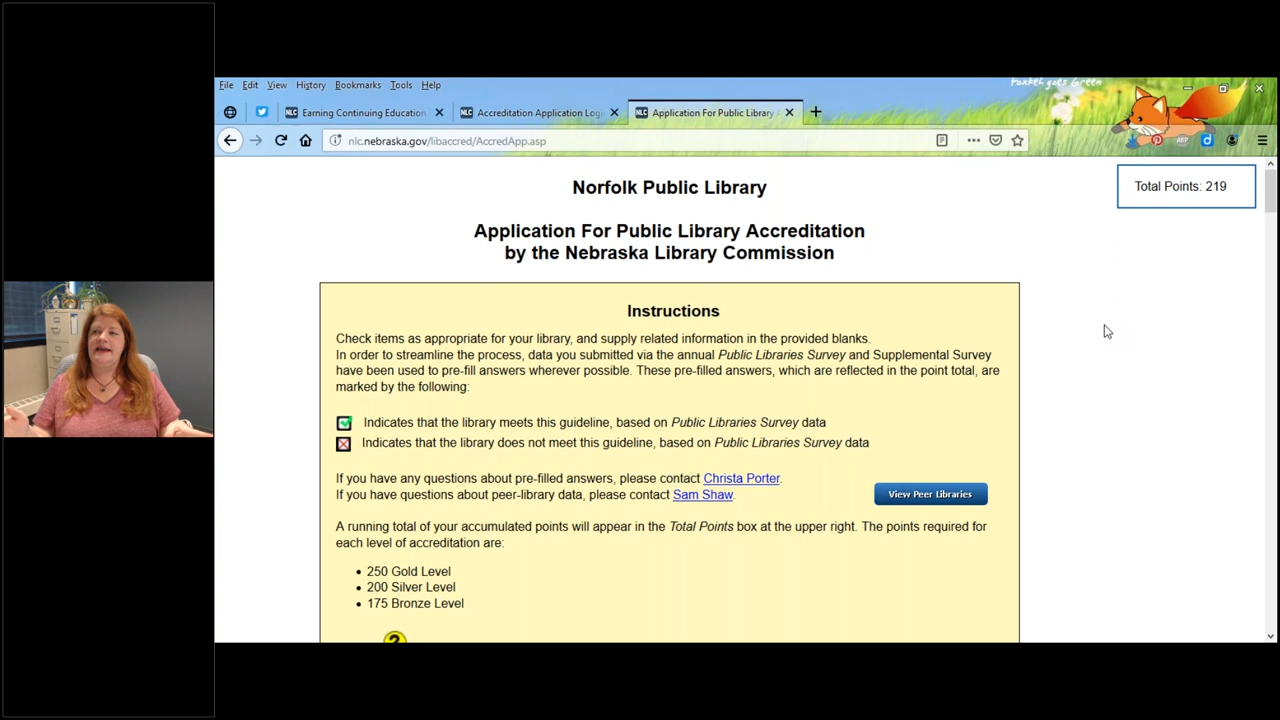 Foxkeh goes Green
File Edit View History Bookmarks Tools Help
NLC Earning Continuing Education
NLC Accreditation Application Log
NLC Application For Public Library A
nlc.nebraska.gov/libaccred/AccredApp.asp
ABP
d
Norfolk Public Library
Total Points: 219
Application For Public Library Accreditation
by the Nebraska Library Commission
Instructions
Check items as appropriate for your library, and supply related information in the provided blanks.
In order to streamline the process, data you submitted via the annual Public Libraries Survey and Supplemental Survey
have been used to pre-fill answers wherever possible. These pre-filled answers, which are reflected in the point total, are
marked by the following:
Indicates that the library meets this guideline, based on Public Libraries Survey data
Indicates that the library does not meet this guideline, based on Public Libraries Survey data
If you have any questions about pre-filled answers, please contact Christa Porter.
If you have questions about peer-library data, please contact Sam Shaw.
View Peer Libraries
A running total of your accumulated points will appear in the Total Points box at the upper right. The points required for
each level of accreditation are:
• 250 Gold Level
• 200 Silver Level
• 175 Bronze Level
?